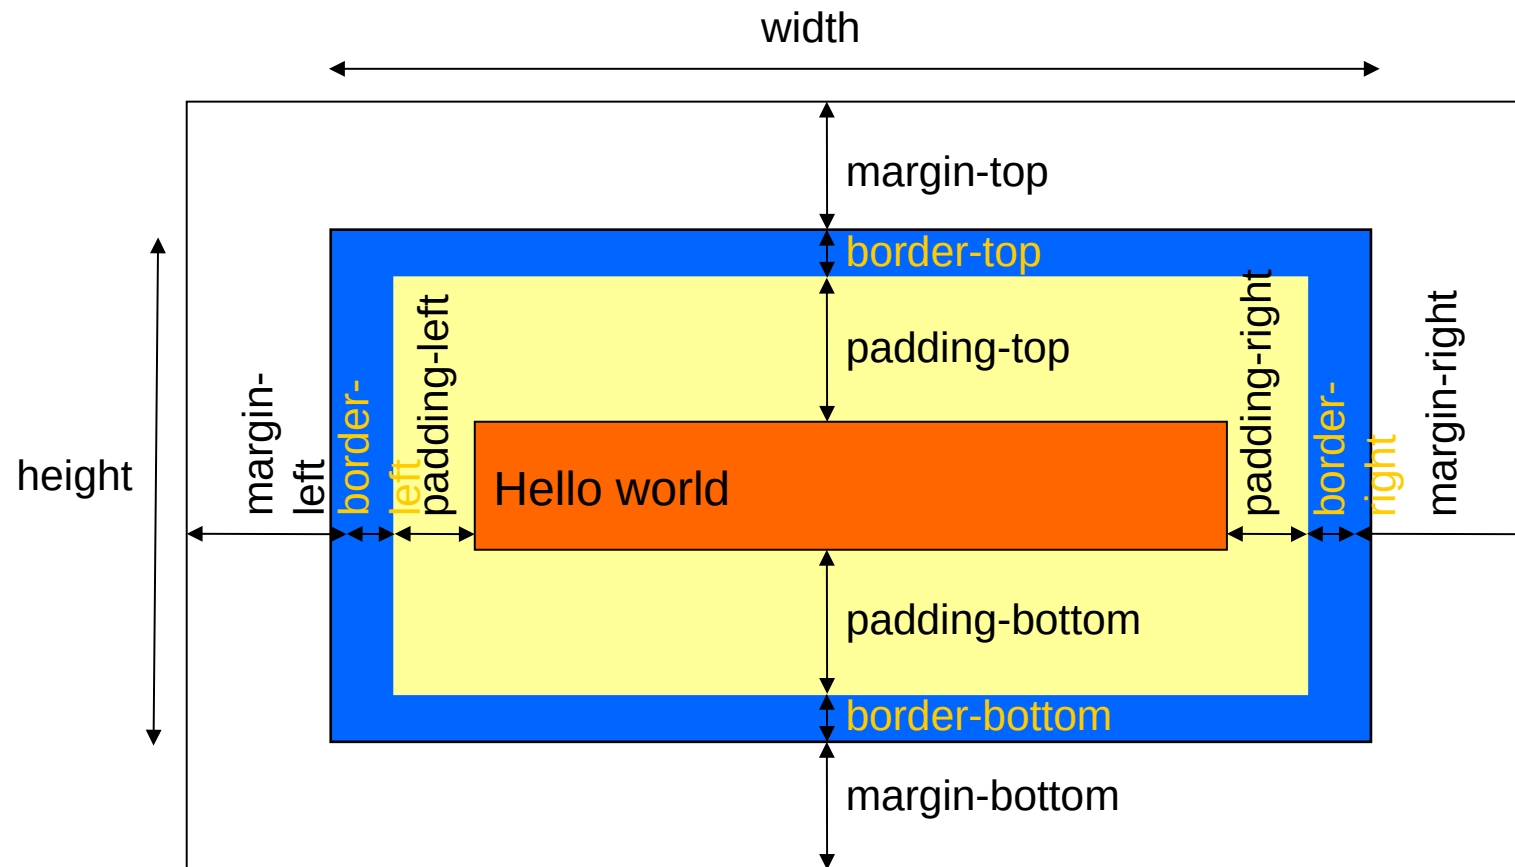 width
margin-top
border-top
padding-top
height
margin-
left
border-
left
padding-left
Hello world
padding-right
border-
right
margin-right
padding-bottom
border-bottom
margin-bottom